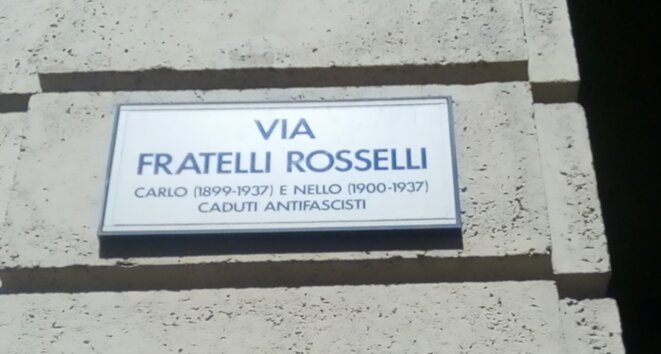 VIA
FRATELLI ROSSELLI
CARLO (1899-1937) E NELLO (1900-1937)
CADUTI ANTIFASCISTI